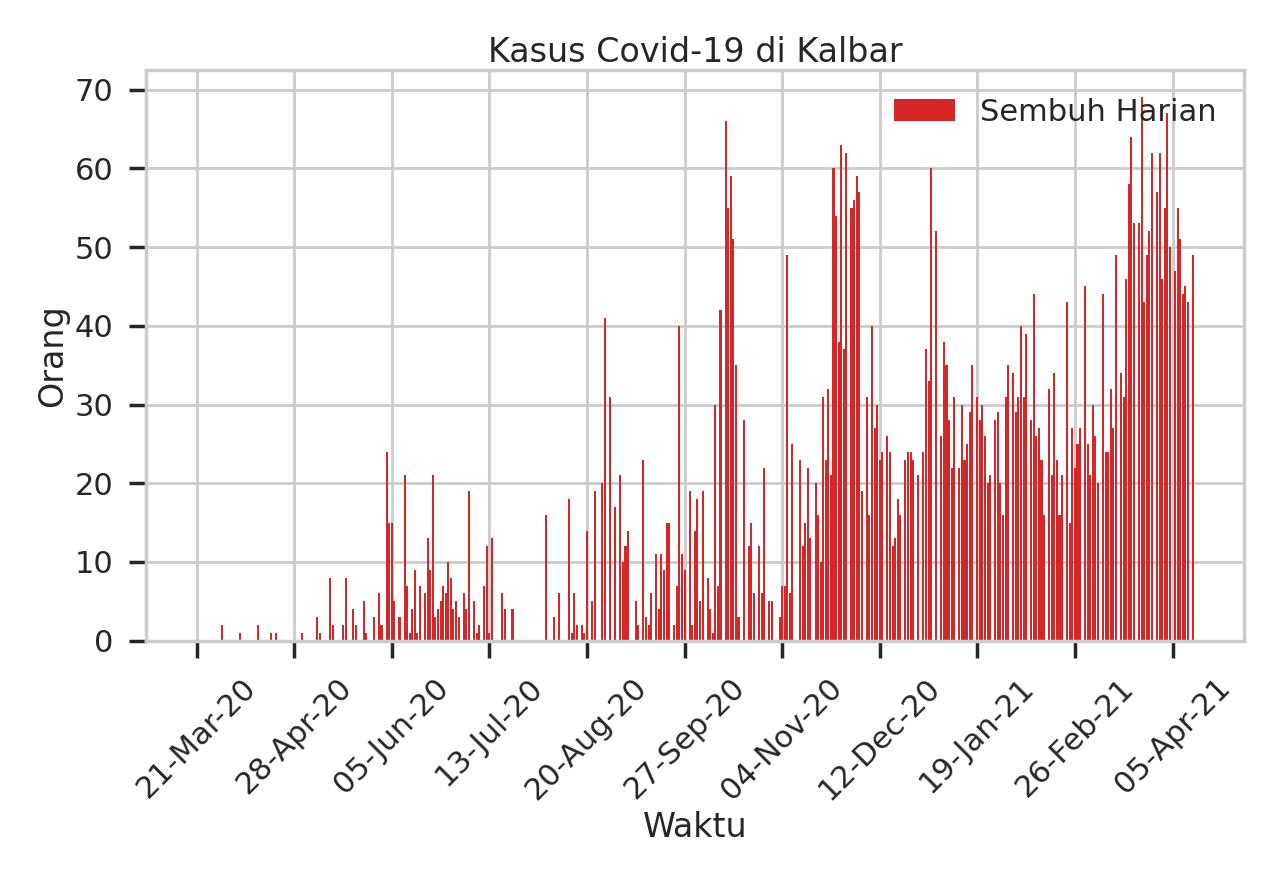 Kasus Covid-19 di Kalbar
Sembuh Harian
Orang
70
60
50
40
30
20
10
0
21-Mar-20
28-Apr-20
05-Jun-20
13-Jul-20
20-Aug-20
27-Sep-20
04-Nov-20
12-Dec-20
19-Jan-21
26-Feb-21
05-Apr-21
Waktu